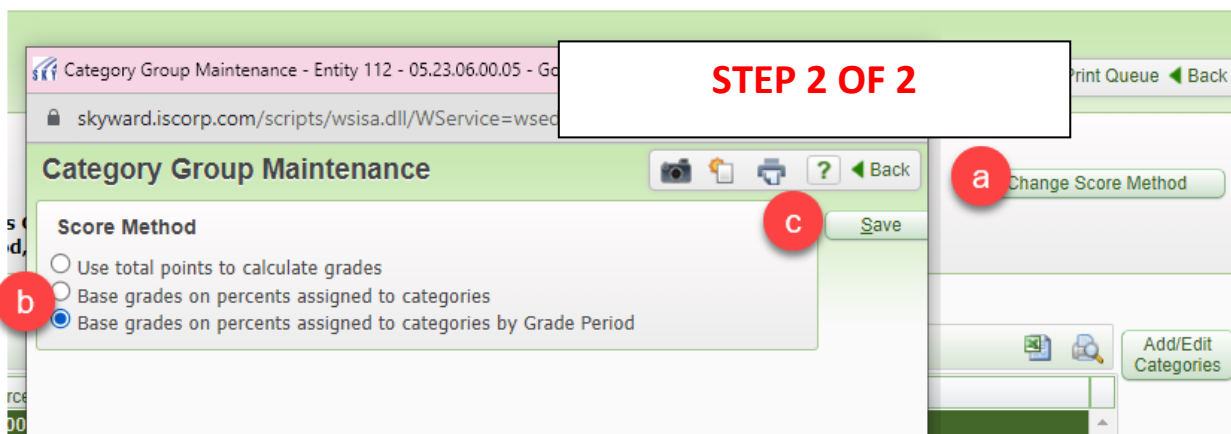 Category Group Maintenance - Entity 112 - 05.23.06.00.05 - Go
STEP 2 OF 2
Print Queue Back
skyward.iscorp.com/scripts/wsisa.dll/WService=wsed
Category Group Maintenance
? Back
a
Change Score Method
Score Method
c
Save
Use total points to calculate grades
b
Base grades on percents assigned to categories
Base grades on percents assigned to categories by Grade Period
Add/Edit
Categories